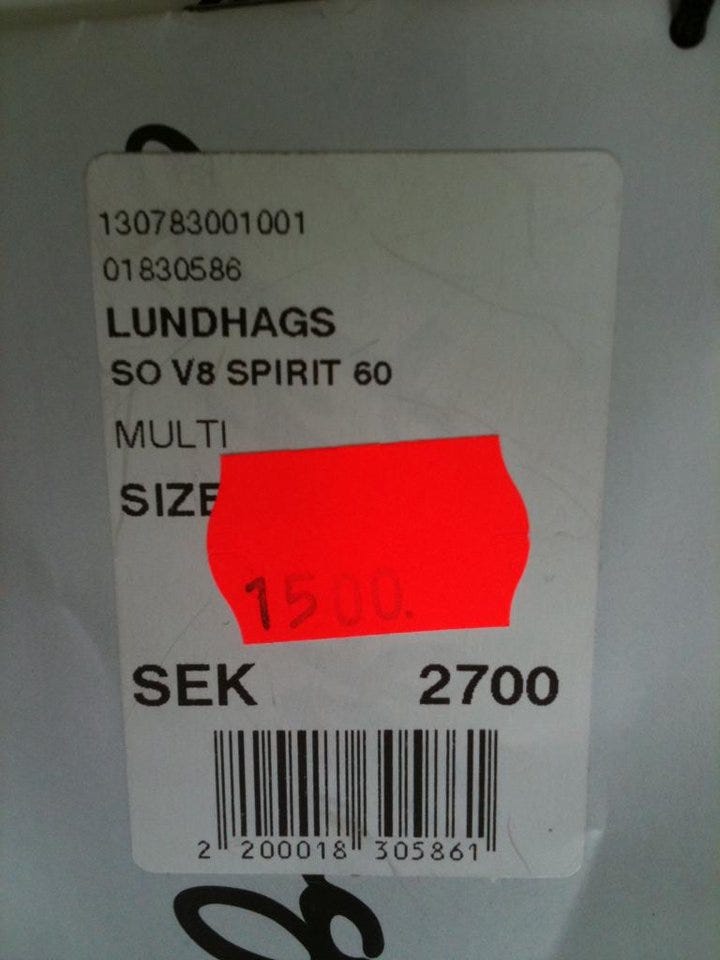 130783001001
01830586
LUNDHAGS
SO V8 SPIRIT 60
MULTI
SIZE
1500.
SEK 2700
2 200018 305861